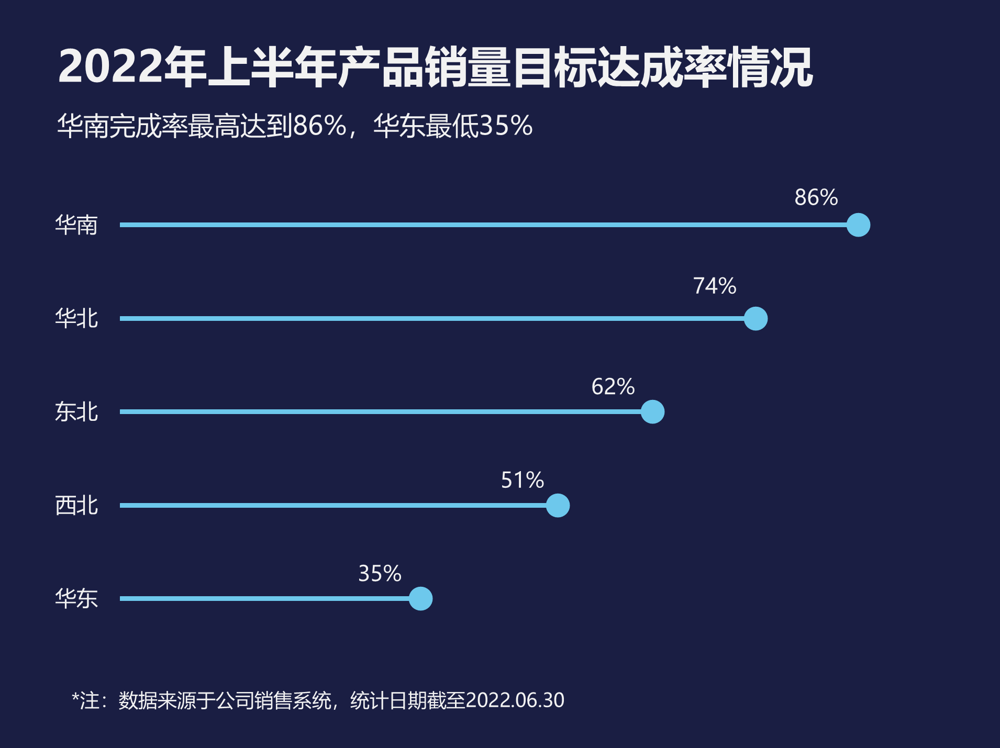 2022年上半年产品销量目标达成率情况
华南完成率最高达到86%，华东最低35%
86%
华南
74%
华北
62%
东北
51%
西北
35%
华东
*注：数据来源于公司销售系统，统计日期截至2022.06.30